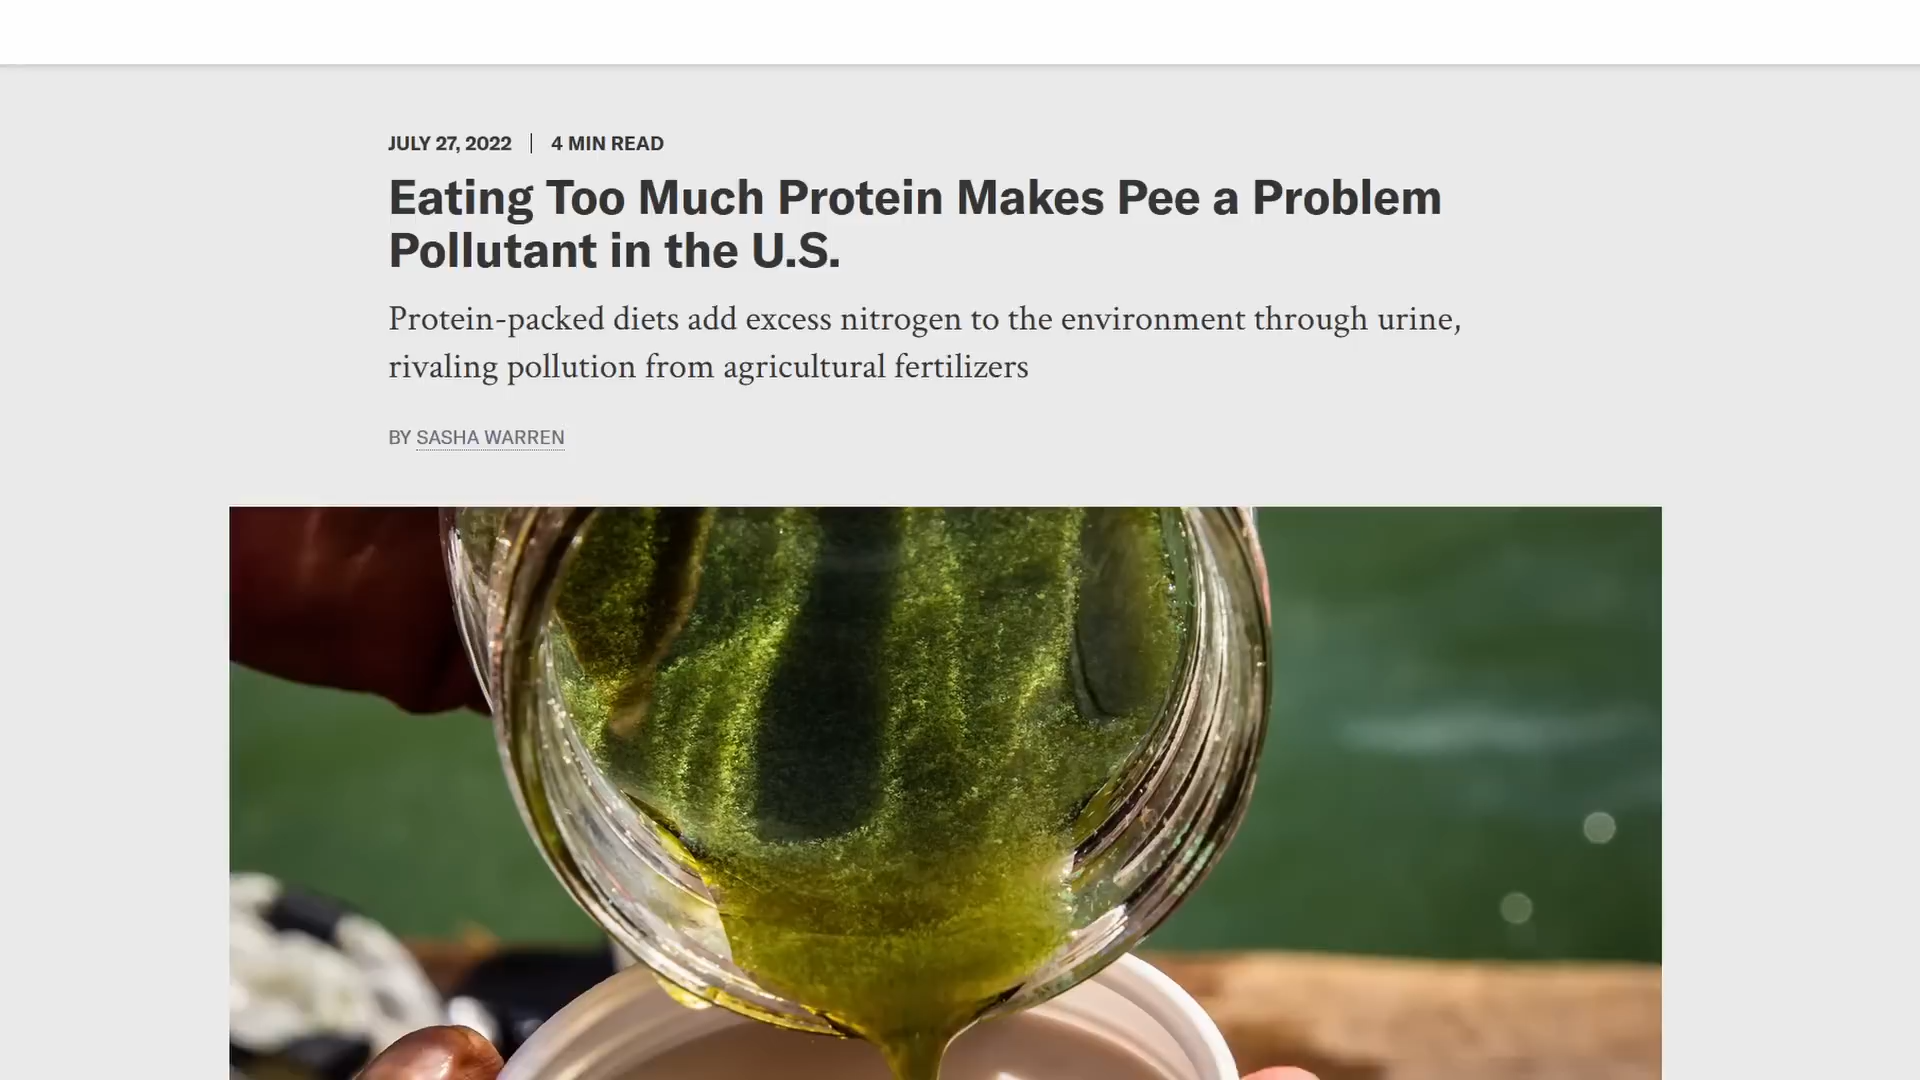 JULY 27, 2022 | 4 MIN READ
Eating Too Much Protein Makes Pee a Problem
Pollutant in the U.S.
Protein-packed diets add excess nitrogen to the environment through urine,
rivaling pollution from agricultural fertilizers
BY SASHA WARREN